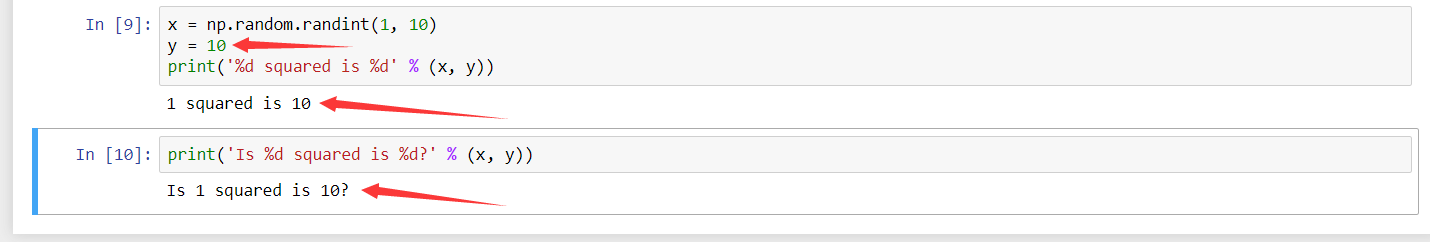 In [9]: x = np.random.randint(1, 10)
y = 10
print('%d squared is %d' % (x, y))
1 squared is 10
In [10]: print('Is %d squared is %d?' % (x, y))
Is 1 squared is 10?